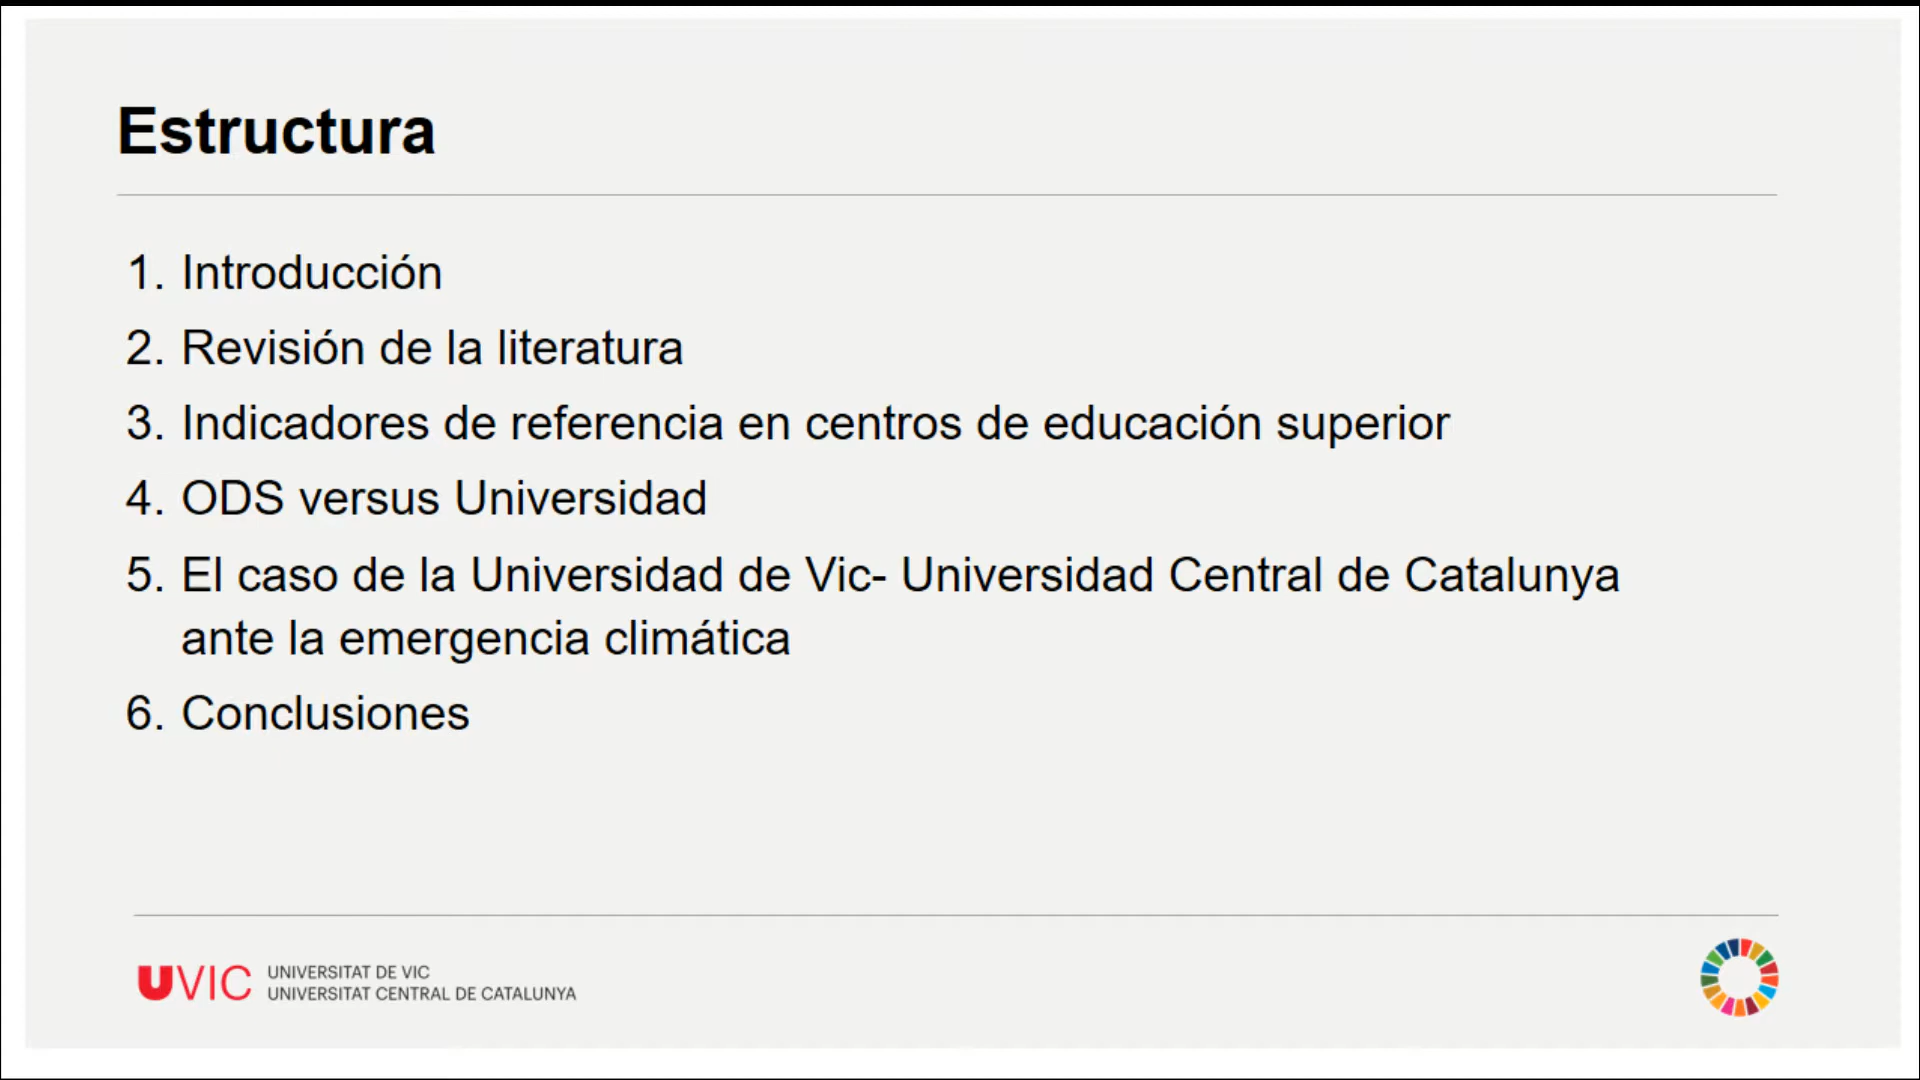 Estructura
1. Introducción
2. Revisión de la literatura
3. Indicadores de referencia en centros de educación superior
4. ODS versus Universidad
5. El caso de la Universidad de Vic- Universidad Central de Catalunya
ante la emergencia climática
6. Conclusiones
UVIC UNIVERSITAT DE VIC
UNIVERSITAT CENTRAL DE CATALUNYA